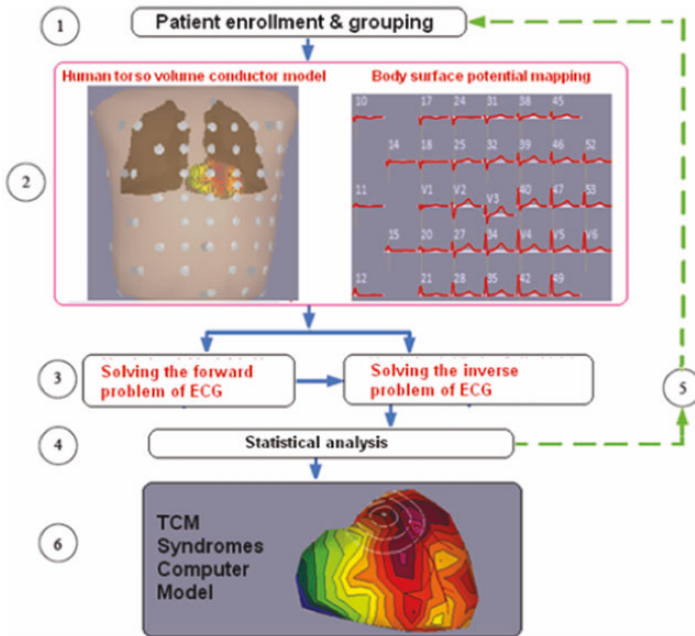 1
Patient enrollment & grouping
Human torso volume conductor model
Body surface potential mapping
10 17 24 31 38 45
14 18 25 32 39 46 52
11 V1 V2 V3 40 47 53
15 20 27 34 V4 V5 V6
12 21 28 35 42 49
2
3
Solving the forward
problem of ECG
Solving the inverse
problem of ECG
5
4
Statistical analysis
6
TCM
Syndromes
Computer
Model